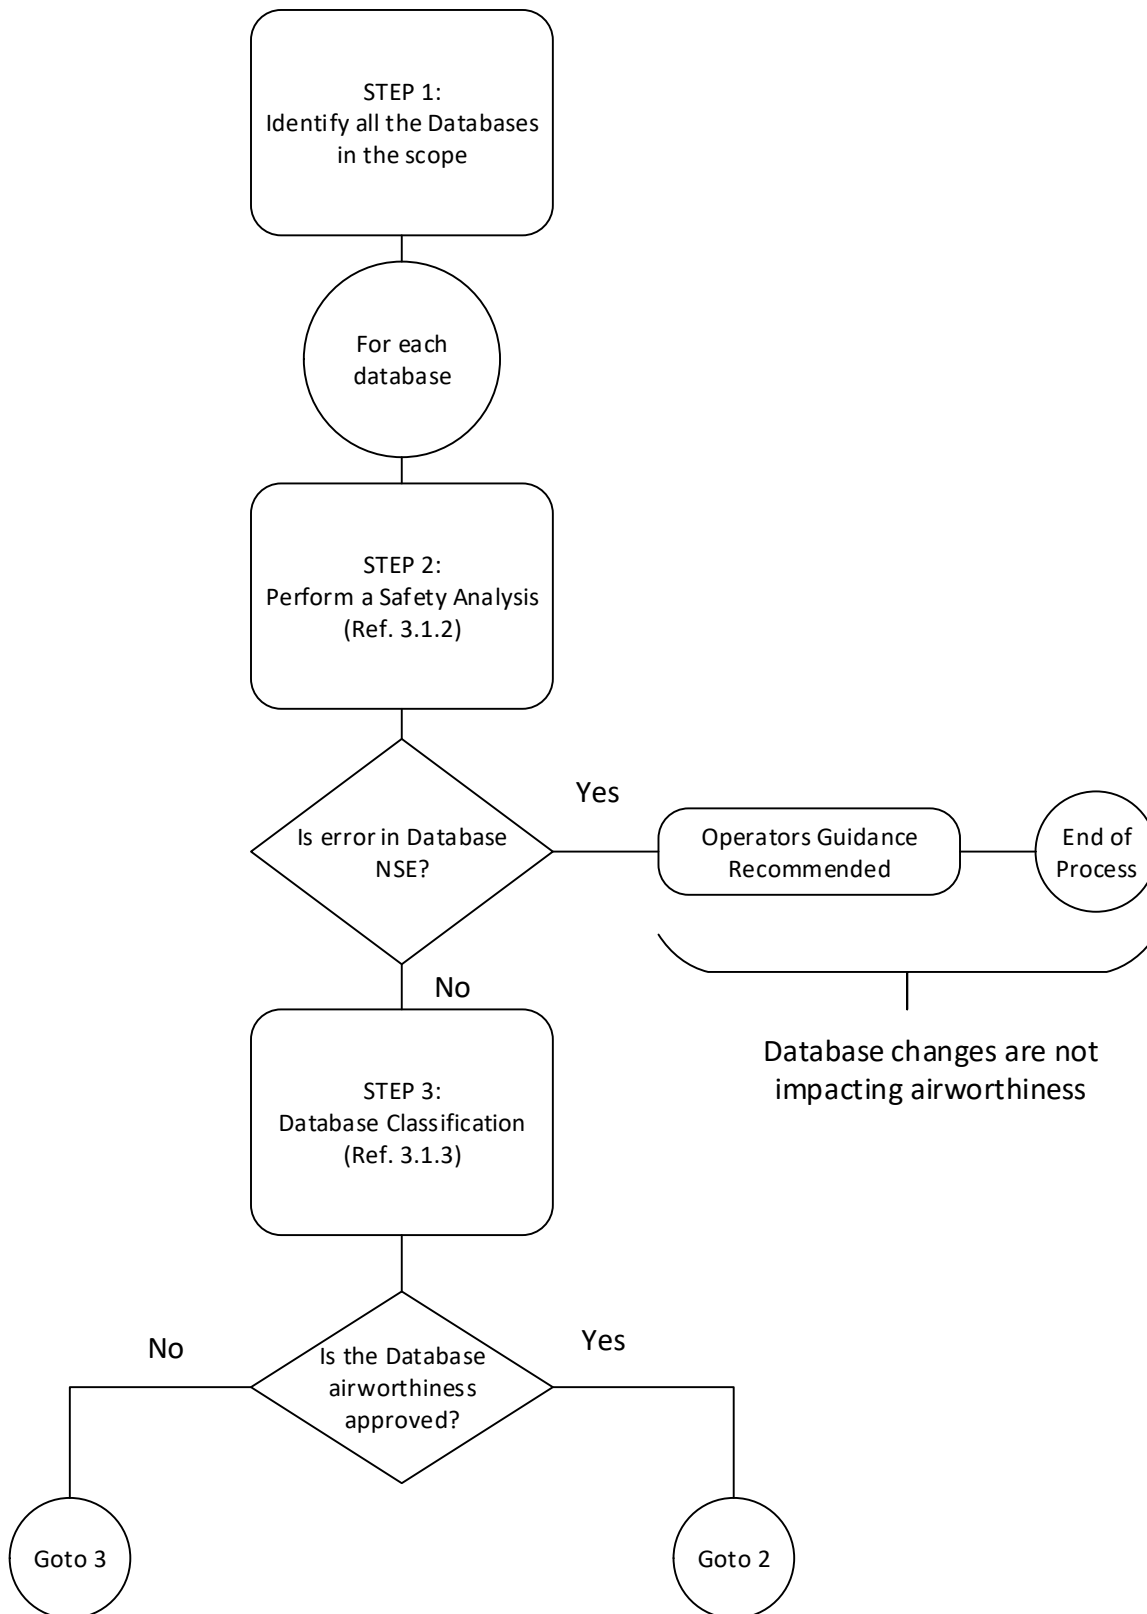 STEP 1:
Identify all the Databases
in the scope
For each
database
STEP 2:
Perform a Safety Analysis
(Ref. 3.1.2)
Is error in Database
NSE?
Yes
Operators Guidance
Recommended
End of
Process
No
Database changes are not
impacting airworthiness
STEP 3:
Database Classification
(Ref. 3.1.3)
Is the Database
airworthiness
approved?
No
Yes
Goto 3
Goto 2